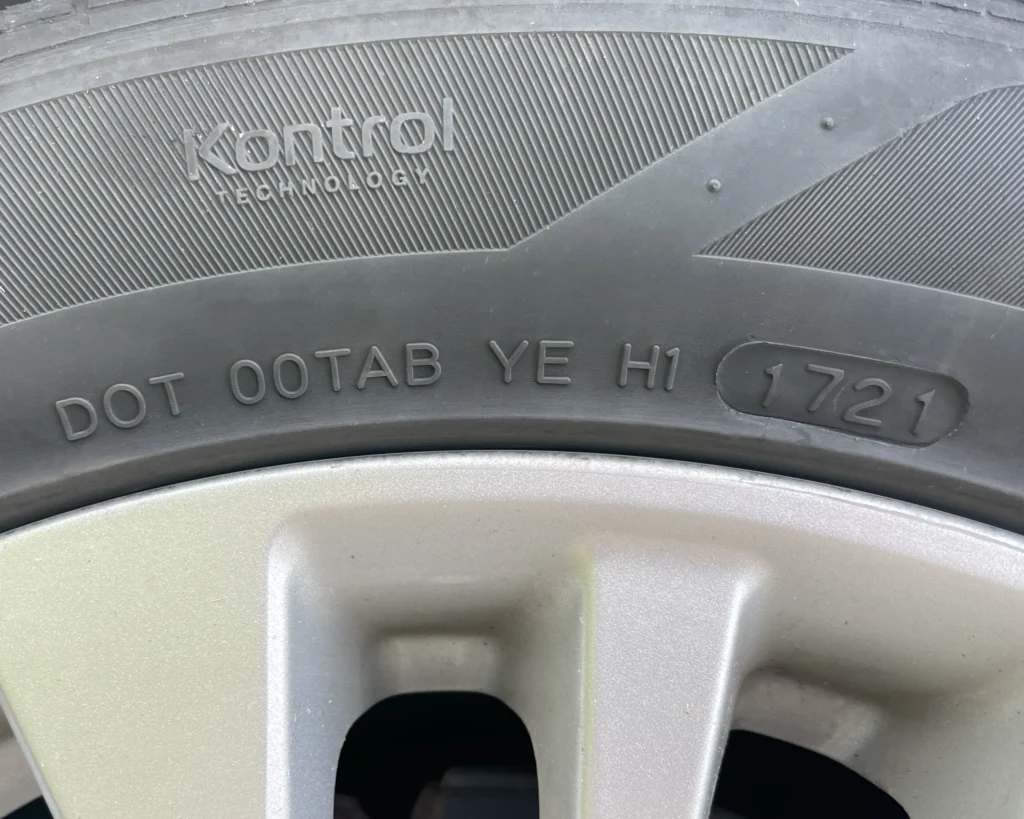 Kontrol
TECHNOLOGY
DOT 00TAB YE H1 1721